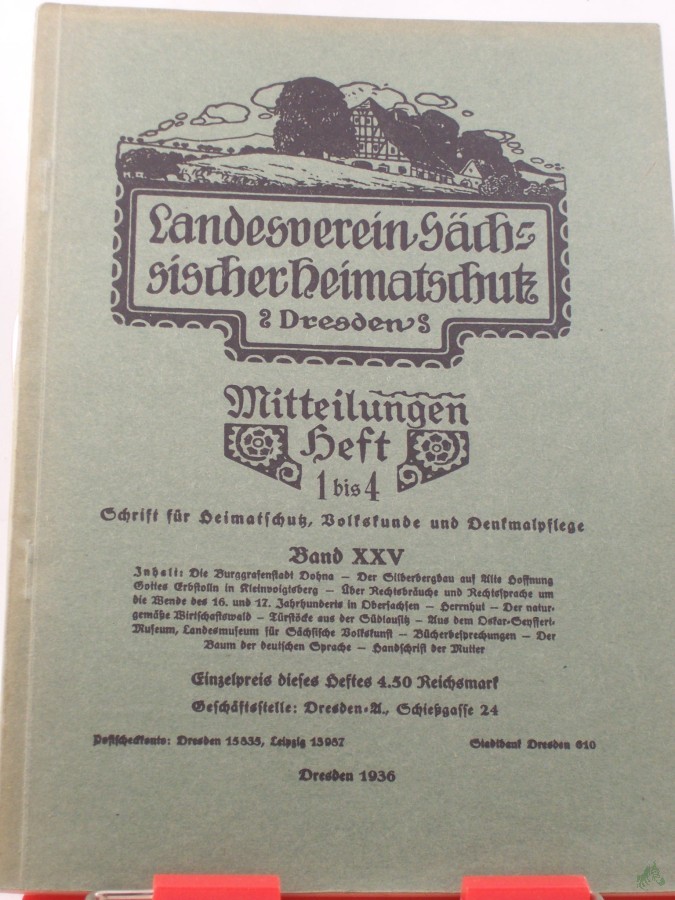 Landesverein Säch-
sischer Heimatschutz
Dresden
Mitteilungen
Heft
1 bis 4
Schrift für Heimatschutz, Volkskunde und Denkmalpflege
Band XXV
Inhalt: Die Burggrafenstadt Dohna – Der Silberbergbau auf Alte Hoffnung
Gottes Erbstolln in Kleinvoigtsberg – Über Rechtsbräuche und Rechtssprache um
die Wende des 16. und 17. Jahrhunderts in Obersachsen – Herrnhut – Der natur-
gemäße Wirtschaftswald – Türstöcke aus der Südlausitz – Aus dem Oskar-Seyffert-
Museum, Landesmuseum für Sächsische Volkskunst – Bücherbesprechungen – Der
Baum der deutschen Sprache – Handschrift der Mutter
Einzelpreis dieses Heftes 4.50 Reichsmark
Geschäftsstelle: Dresden-A., Schießgasse 24
Postscheckkonto: Dresden 15835, Leipzig 13987 Stadtbank Dresden 610
Dresden 1936